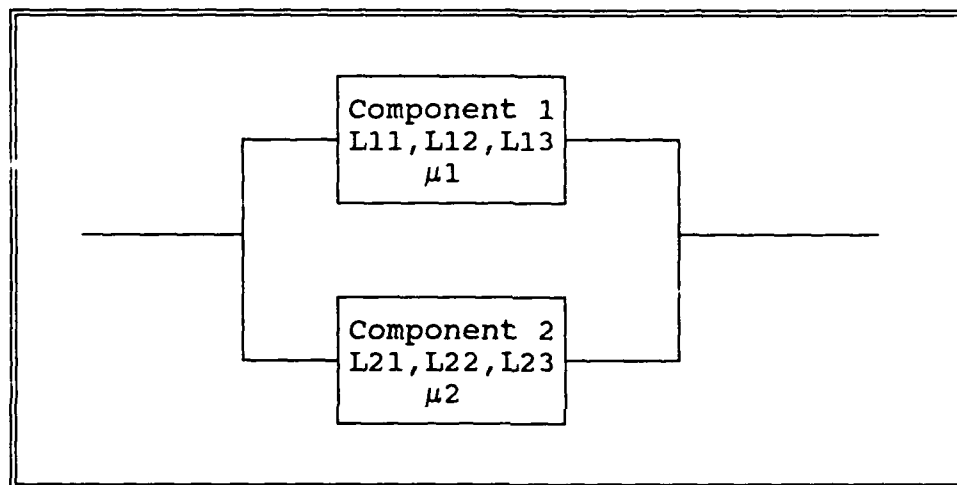 Component 1
L11,L12,L13
μ1
Component 2
L21,L22,L23
μ2